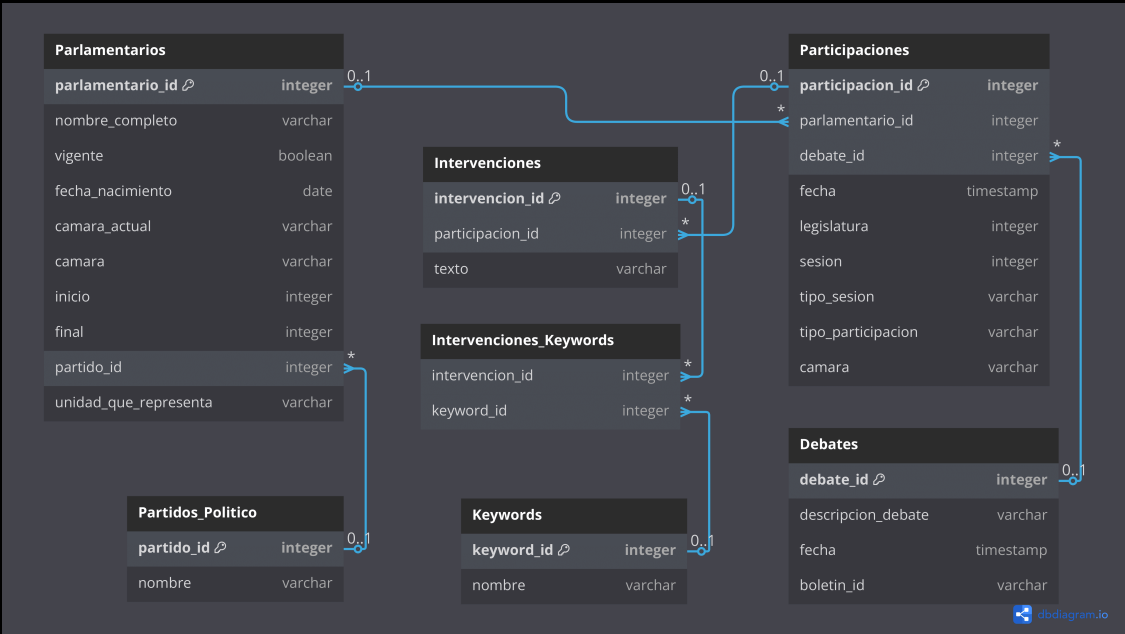 Parlamentarios
parlamentario_id integer
nombre_completo varchar
vigente boolean
fecha_nacimiento date
camara_actual varchar
camara varchar
inicio integer
final integer
partido_id integer
unidad_que_representa varchar
0..1
*
Partidos_Politico
partido_id integer
nombre varchar
0..1
Intervenciones
intervencion_id integer
participacion_id integer
texto varchar
0..1
*
Intervenciones_Keywords
intervencion_id integer
keyword_id integer
*
*
Keywords
keyword_id integer
nombre varchar
0..1
Participaciones
participacion_id integer
parlamentario_id integer
debate_id integer
fecha timestamp
legislatura integer
sesion integer
tipo_sesion varchar
tipo_participacion varchar
camara varchar
0..1
*
*
Debates
debate_id integer
descripcion_debate varchar
fecha timestamp
boletin_id varchar
0..1
dbdiagram.io